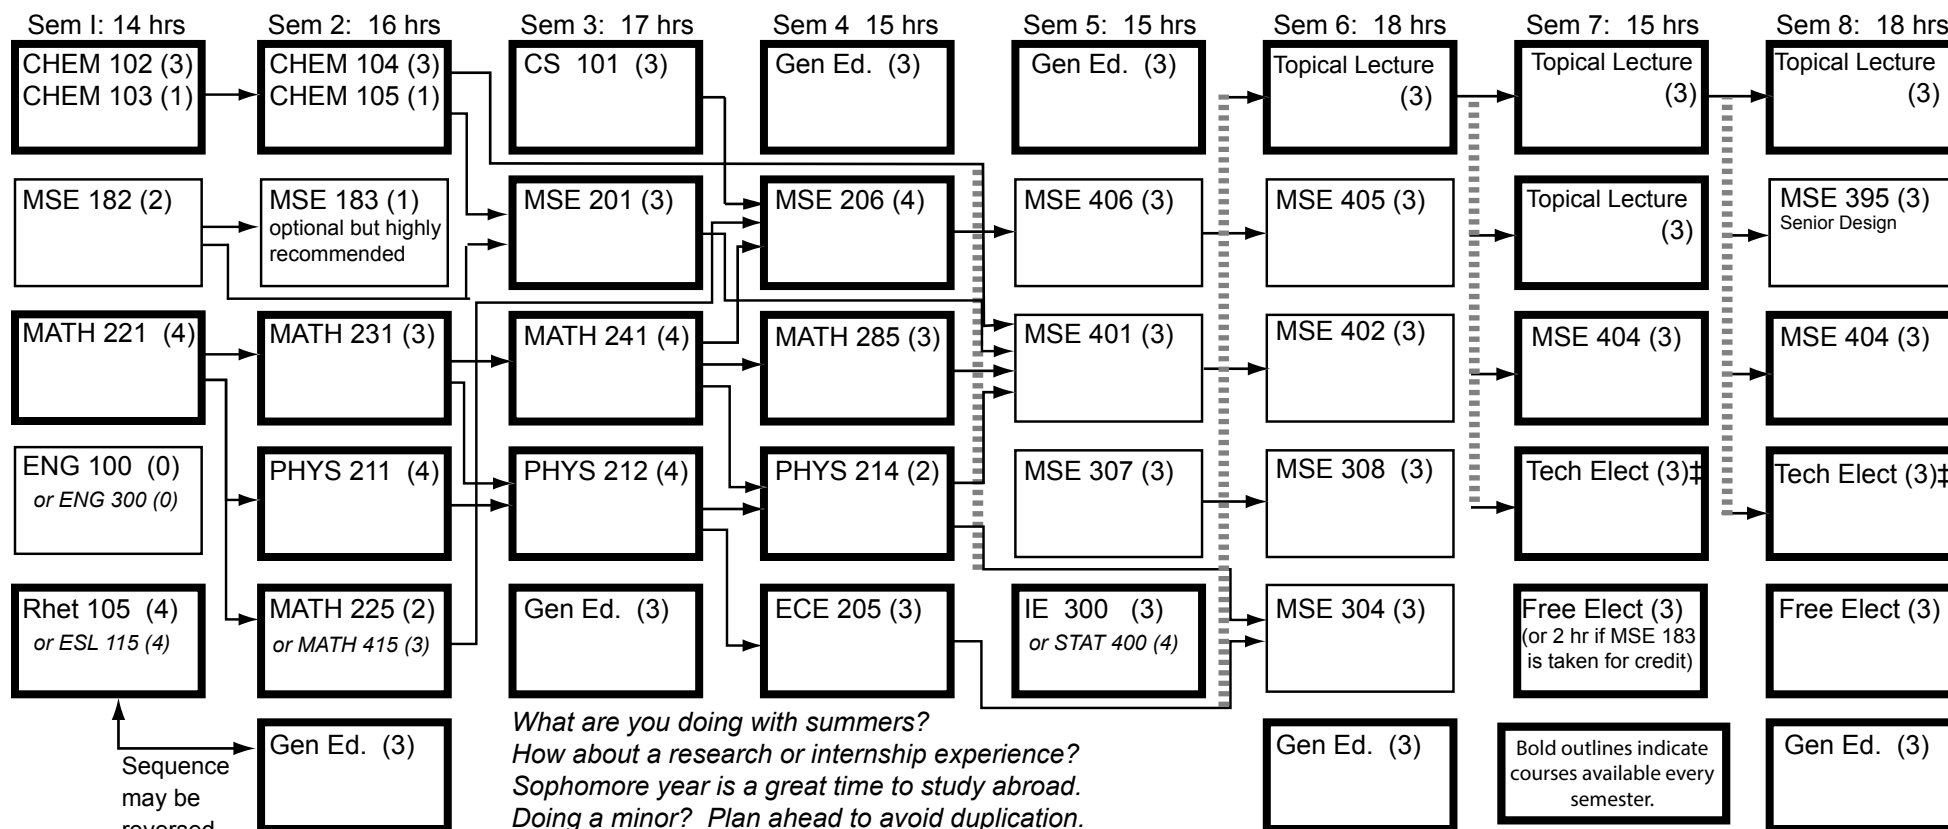 Sem I: 14 hrs
Sem 2: 16 hrs
Sem 3: 17 hrs
Sem 4 15 hrs
Sem 5: 15 hrs
Sem 6: 18 hrs
Sem 7: 15 hrs
Sem 8: 18 hrs
CHEM 102 (3)
CHEM 103 (1)
CHEM 104 (3)
CHEM 105 (1)
CS 101 (3)
Gen Ed. (3)
Gen Ed. (3)
Topical Lecture
(3)
Topical Lecture
(3)
Topical Lecture
(3)
MSE 182 (2)
MSE 183 (1)
optional but highly
recommended
MSE 201 (3)
MSE 206 (4)
MSE 406 (3)
MSE 405 (3)
Topical Lecture
(3)
MSE 395 (3)
Senior Design
MATH 221 (4)
MATH 231 (3)
MATH 241 (4)
MATH 285 (3)
MSE 401 (3)
MSE 402 (3)
MSE 404 (3)
MSE 404 (3)
ENG 100 (0)
or ENG 300 (0)
PHYS 211 (4)
PHYS 212 (4)
PHYS 214 (2)
MSE 307 (3)
MSE 308 (3)
Tech Elect (3)‡
Tech Elect (3)‡
Rhet 105 (4)
or ESL 115 (4)
MATH 225 (2)
or MATH 415 (3)
Gen Ed. (3)
ECE 205 (3)
IE 300 (3)
or STAT 400 (4)
MSE 304 (3)
Free Elect (3)
(or 2 hr if MSE 183
is taken for credit)
Free Elect (3)
Sequence
may be
reversed
Gen Ed. (3)
What are you doing with summers?
How about a research or internship experience?
Sophomore year is a great time to study abroad.
Doing a minor? Plan ahead to avoid duplication.
Gen Ed. (3)
Bold outlines indicate
courses available every
semester.
Gen Ed. (3)